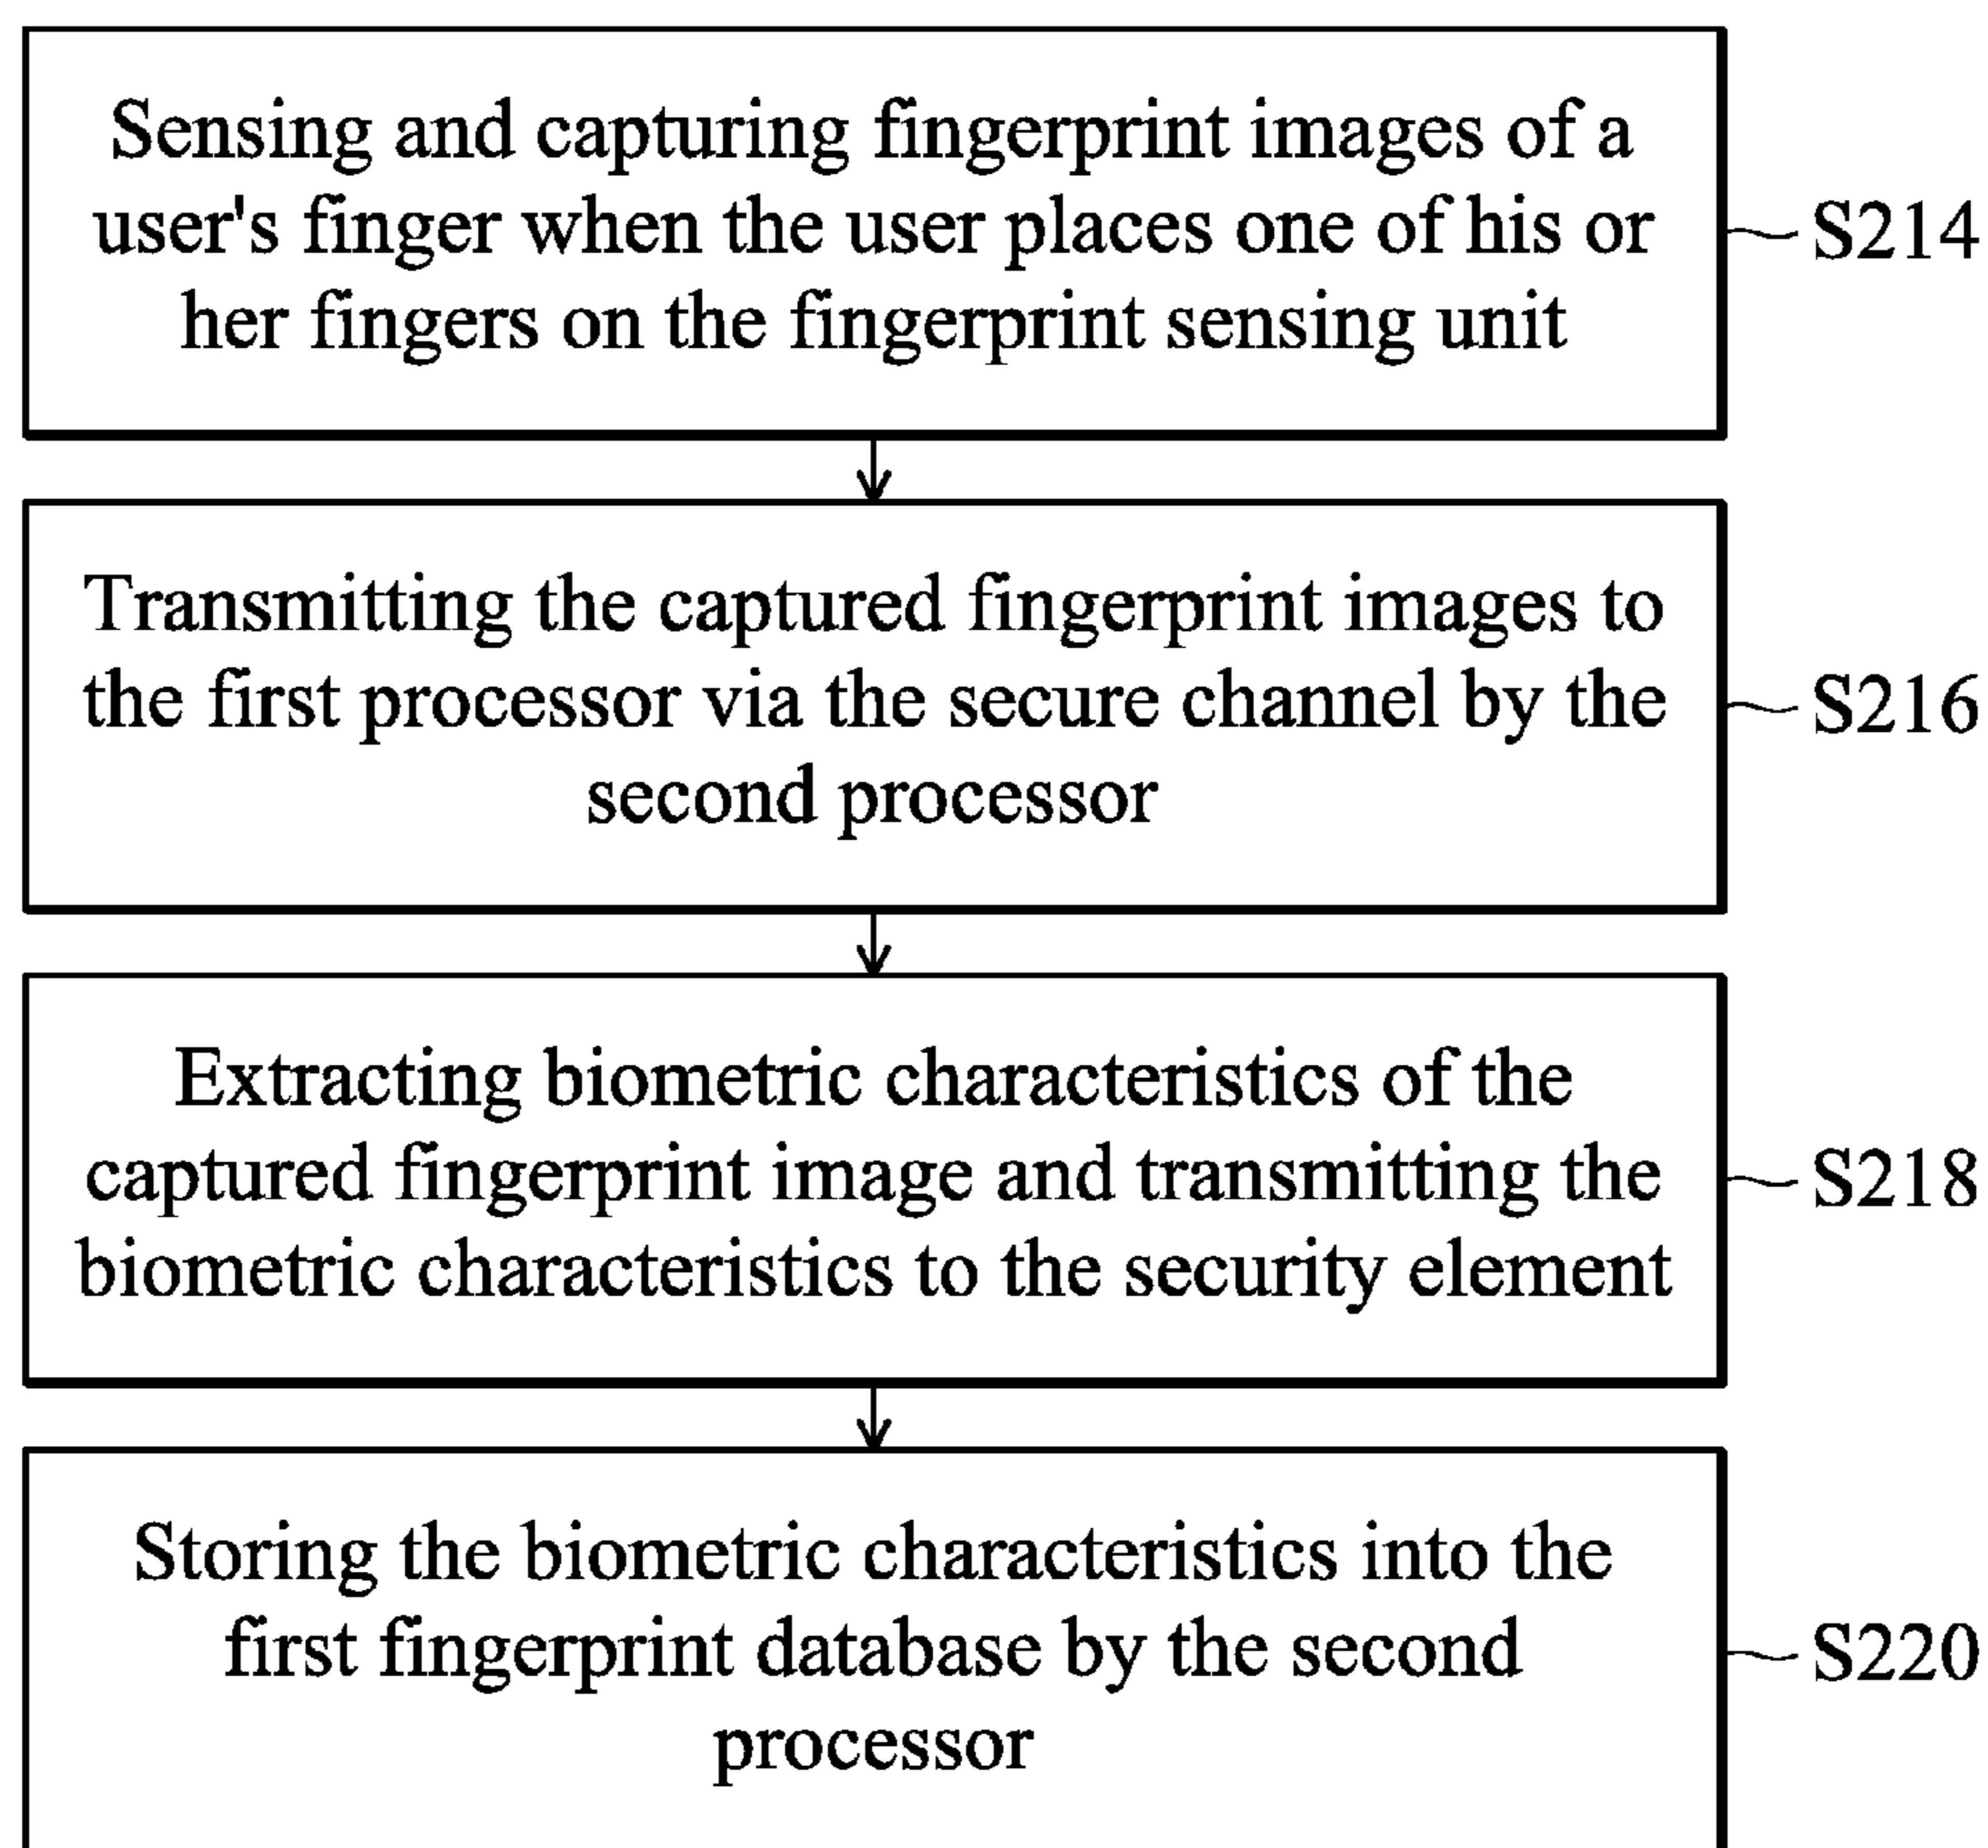 Sensing and capturing fingerprint images of a
user's finger when the user places one of his or
her fingers on the fingerprint sensing unit
S214
Transmitting the captured fingerprint images to
the first processor via the secure channel by the
second processor
S216
Extracting biometric characteristics of the
captured fingerprint image and transmitting the
biometric characteristics to the security element
S218
Storing the biometric characteristics into the
first fingerprint database by the second
processor
S220